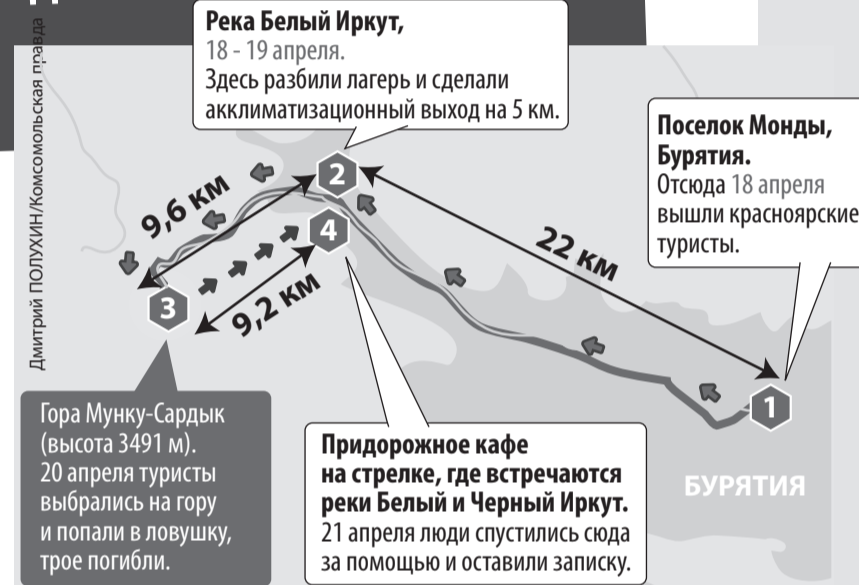 Дмитрий ПОЛУХИН/Комсомольская правда
Река Белый Иркут,
18 - 19 апреля.
Здесь разбили лагерь и сделали
акклиматизационный выход на 5 км.
Поселок Монды,
Бурятия.
Отсюда 18 апреля
вышли красноярские
туристы.
2
9,6 км
4
22 км
3
9,2 км
1
Гора Мунку-Сардык
(высота 3491 м).
20 апреля туристы
выбрались на гору
и попали в ловушку,
трое погибли.
Придорожное кафе
на стрелке, где встречаются
реки Белый и Черный Иркут.
21 апреля люди спустились сюда
за помощью и оставили записку.
БУРЯТИЯ